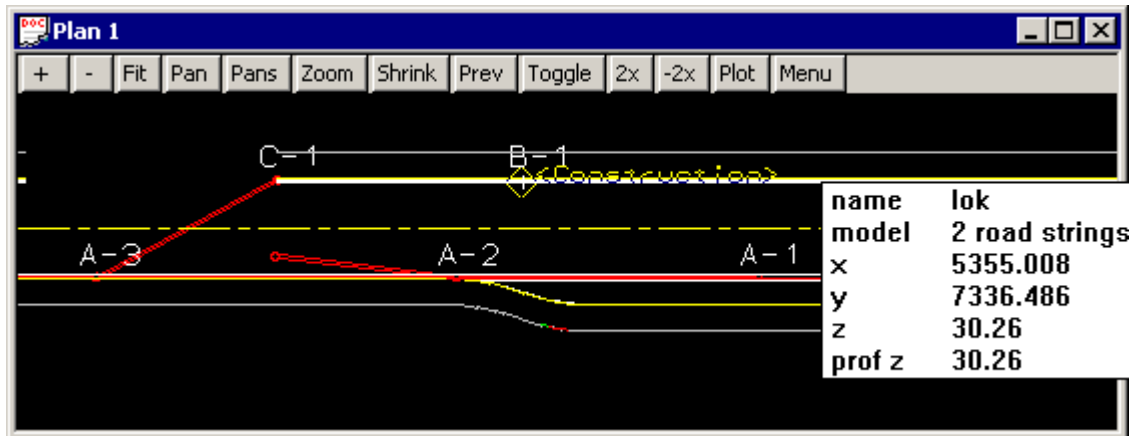 DOC Plan 1
+ - Fit Pan Pans Zoom Shrink Prev Toggle 2x -2x Plot Menu
C-1 B-1
<Construction>
name lok
model 2 road strings
A-3 A-2 A-1
x 5355.008
y 7336.486
z 30.26
prof z 30.26